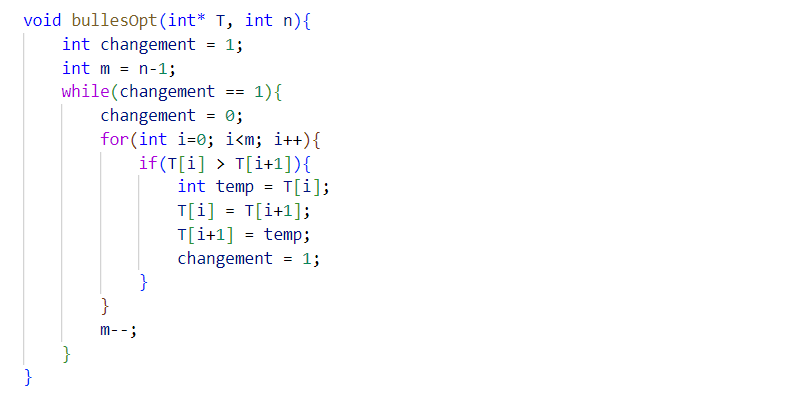 void bullesOpt(int* T, int n){
    int changement = 1;
    int m = n-1;
    while(changement == 1){
        changement = 0;
        for(int i=0; i<m; i++){
            if(T[i] > T[i+1]){
                int temp = T[i];
                T[i] = T[i+1];
                T[i+1] = temp;
                changement = 1;
            }
        }
        m--;
    }
}